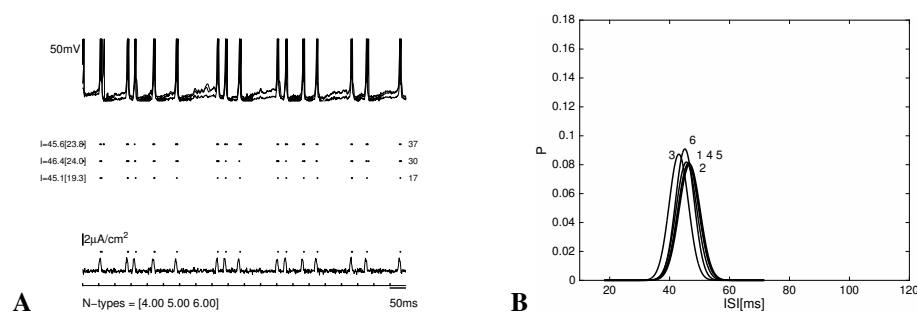 50mV
I=45.6[23.8] 37
I=46.4[24.0] 30
I=45.1[19.3] 17
2µA/cm²
50ms
N-types = [4.00 5.00 6.00]
A
0.18
0.16
0.14
0.12
0.1
0.08
0.06
0.04
0.02
0
P
6
3 1 4 5
2
20 40 60 80 100 120
ISI[ms]
B